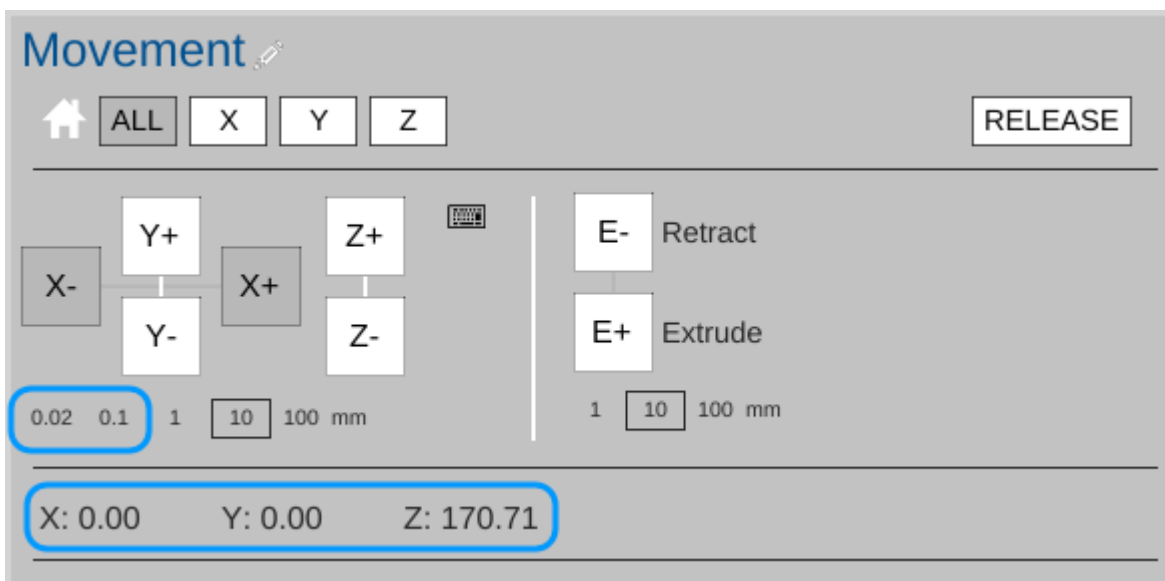 Movement
ALL X Y Z RELEASE
Y+ Z+ E- Retract
X- X+
Y- Z- E+ Extrude
0.02 0.1 1 10 100 mm 1 10 100 mm
X: 0.00 Y: 0.00 Z: 170.71